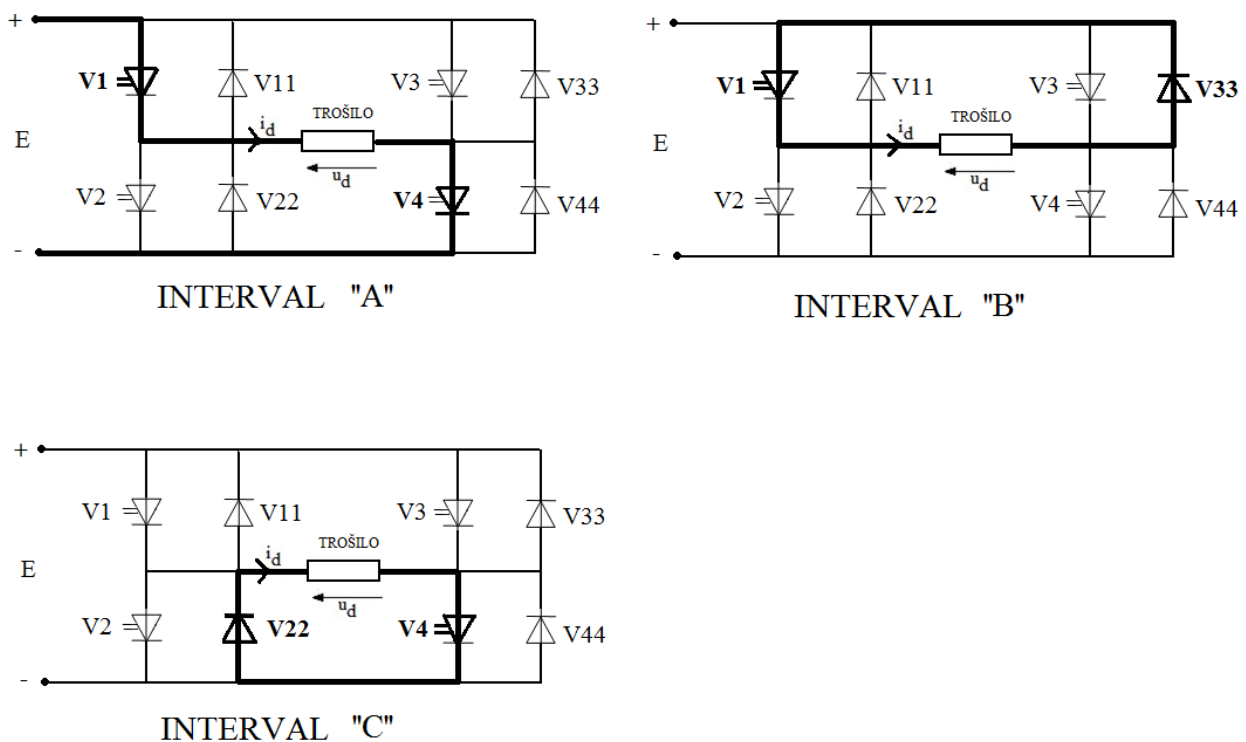 +
V1
V11
V3
V33
TROŠILO
i_d
E
u_d
V2
V22
V4
V44
-
INTERVAL "A"
+
V1
V11
V3
V33
TROŠILO
i_d
E
u_d
V2
V22
V4
V44
-
INTERVAL "B"
+
V1
V11
V3
V33
TROŠILO
i_d
E
u_d
V2
V22
V4
V44
-
INTERVAL "C"